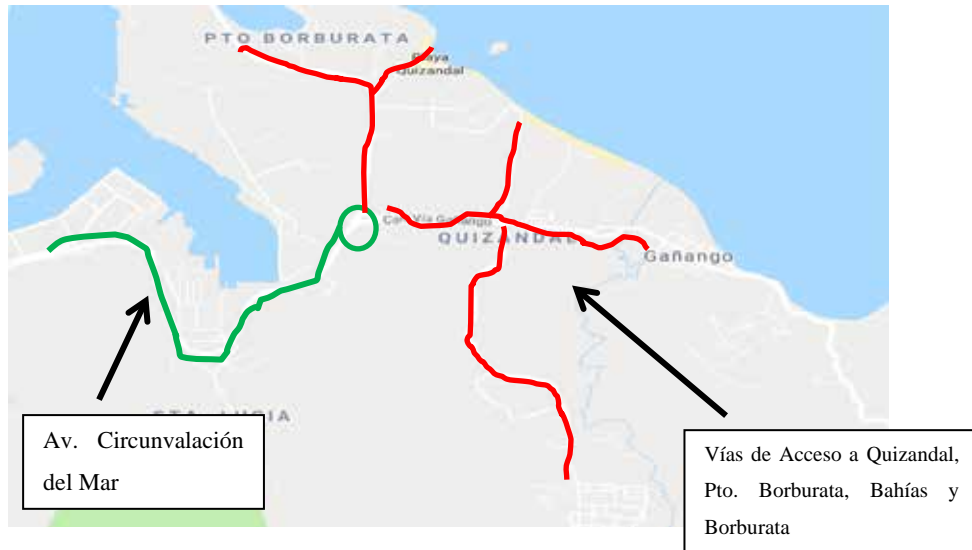 PTO BORBURATA
Playa
Quizandal
Carr. Vía Gañango
QUIZANDAL
Gañango
STA. LUCIA
Av. Circunvalación
del Mar
Vías de Acceso a Quizandal,
Pto. Borburata, Bahías y
Borburata